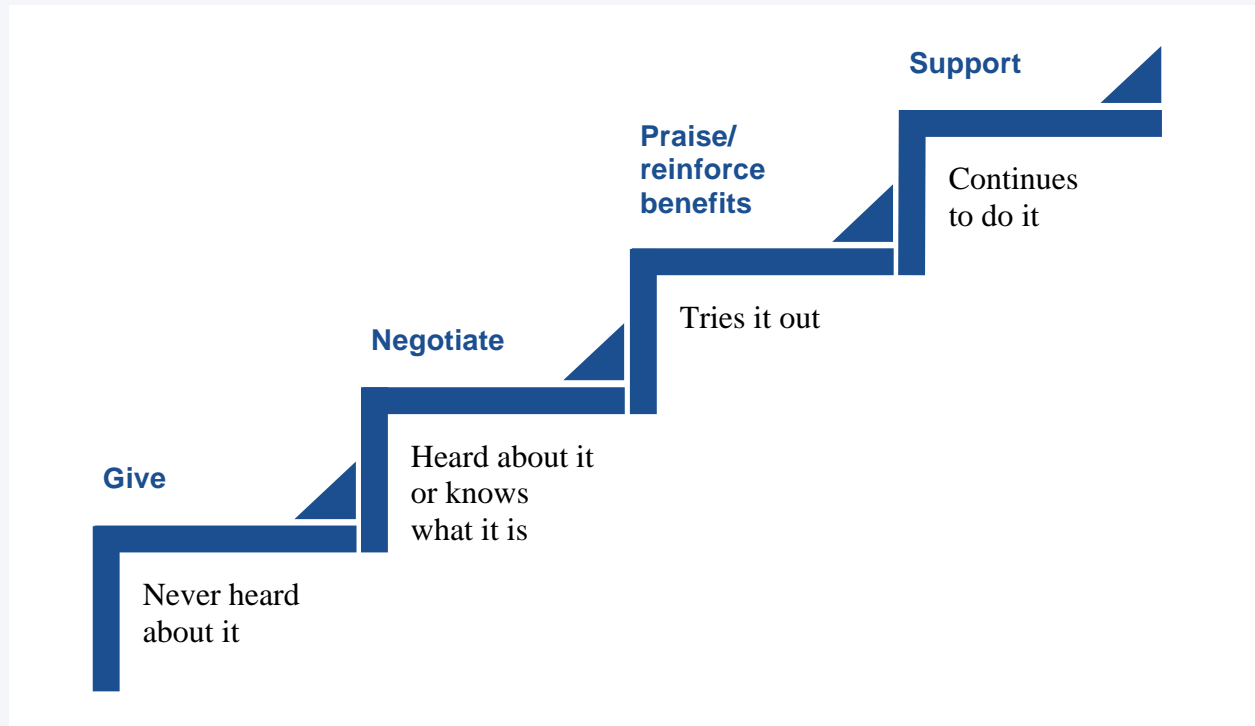 Support
Continues
to do it
Praise/
reinforce
benefits
Tries it out
Negotiate
Heard about it
or knows
what it is
Give
Never heard
about it